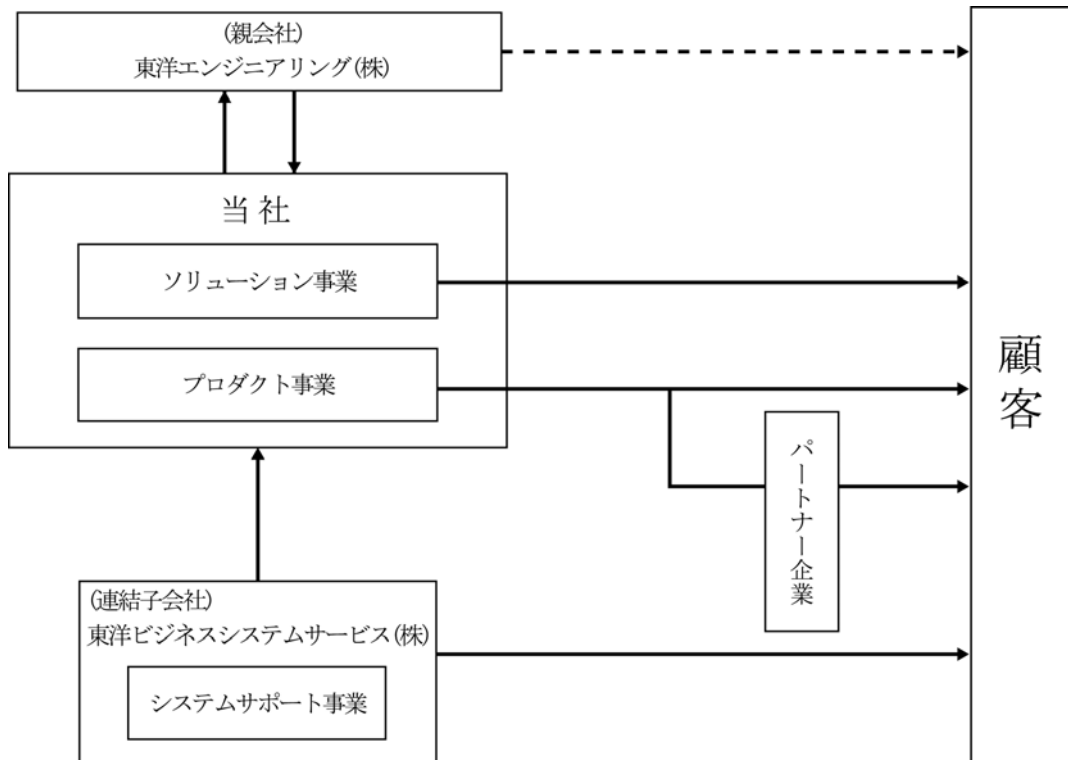 (親会社)
東洋エンジニアリング(株)
当 社
ソリューション事業
プロダクト事業
顧客
パートナー企業
(連結子会社)
東洋ビジネスシステムサービス(株)
システムサポート事業